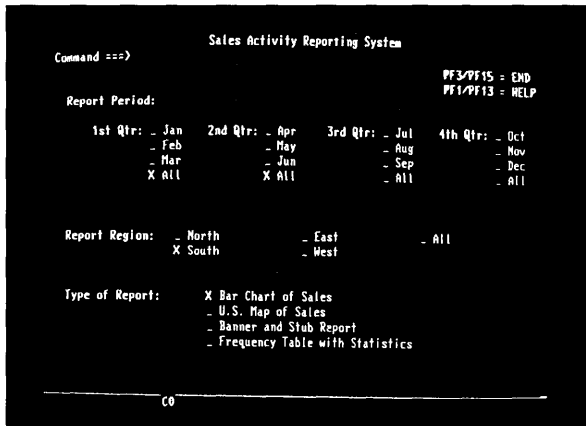 Sales Activity Reporting System
Command ===>
PF3/PF15 = END
PF1/PF13 = HELP
Report Period:
1st Qtr: _ Jan 2nd Qtr: _ Apr 3rd Qtr: _ Jul 4th Qtr: _ Oct
_ Feb _ May _ Aug _ Nov
_ Mar _ Jun _ Sep _ Dec
X All X All _ All _ All
Report Region: _ North _ East _ All
X South _ West
Type of Report: X Bar Chart of Sales
_ U.S. Map of Sales
_ Banner and Stub Report
_ Frequency Table with Statistics
C0